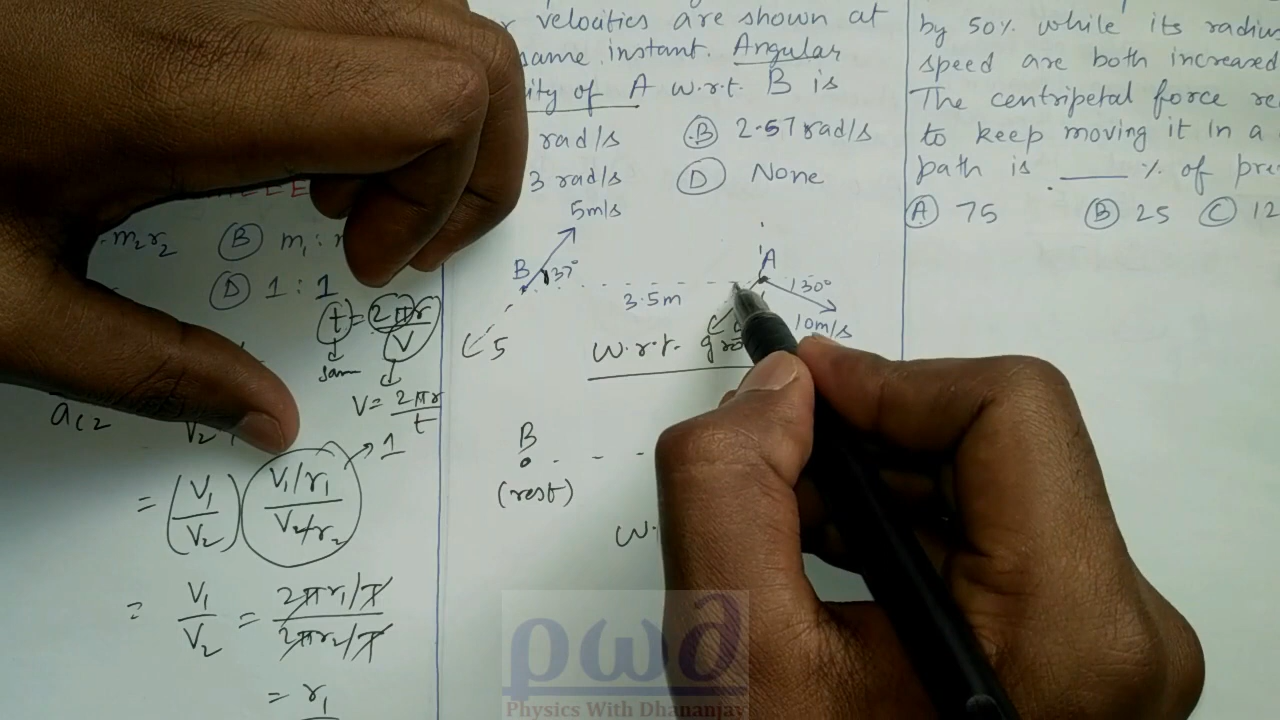 velocities are shown at
same instant. Angular
ity of A w.r.t. B is
rad/s
Ⓑ 2.57 rad/s
3 rad/s
Ⓓ None
5m/s
B
37°
A
150°
3.5m
10m/s
w.r.t.
B
(rest)
by 50% while its radius
speed are both increased
The centripetal force re
to keep moving it in a
path is ____ % of pre
Ⓐ 75
Ⓑ 25
Ⓒ 12
m2r2
Ⓑ m1 :
Ⓓ 1 : 1
t = 2πr/V
V = 2πr/t
ac2
1
= (V1/V2) (V1/r1 / V2/r2)
= V1/V2 = 2πr1/t / 2πr2/t
= r1
pwd
Physics With Dhananjay